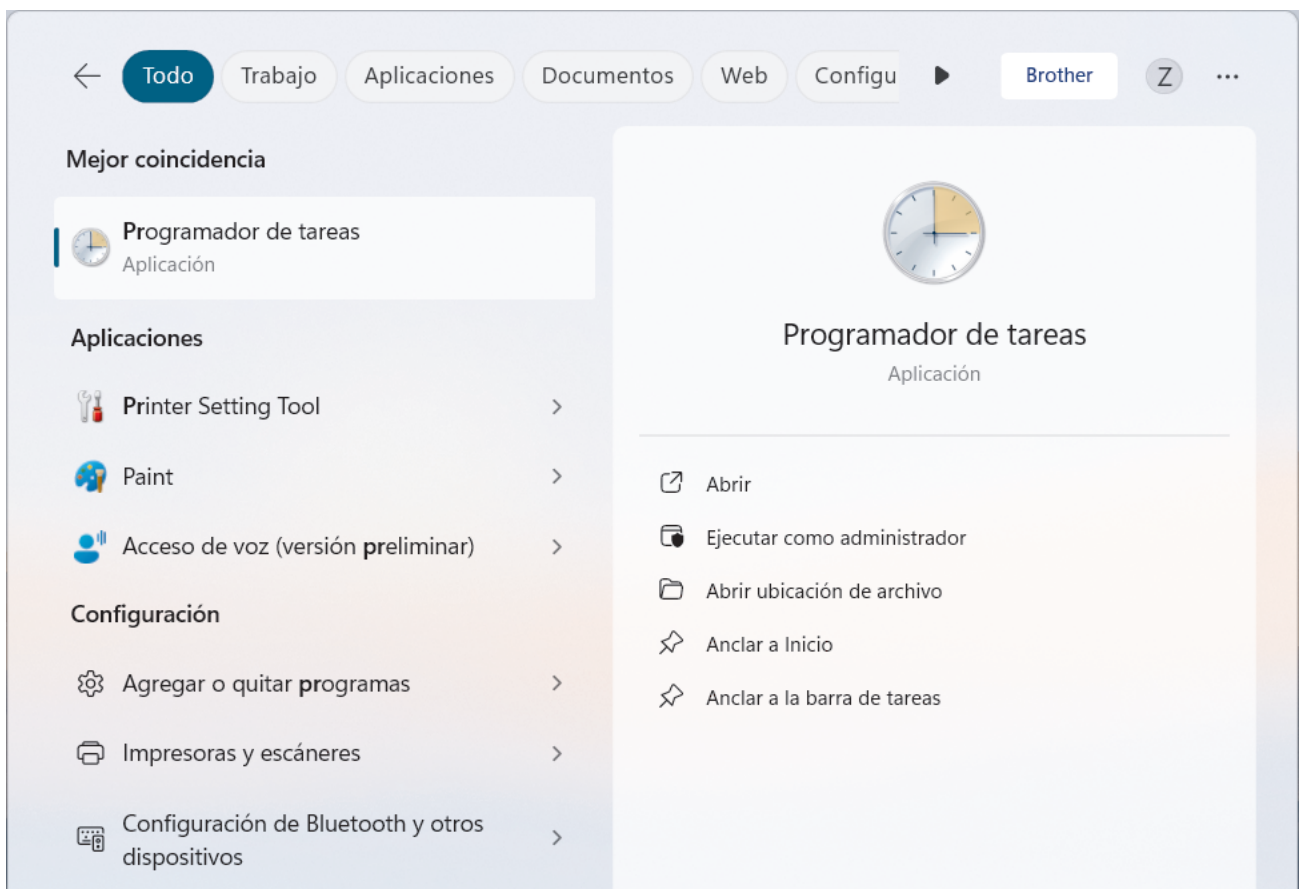 Todo
Trabajo
Aplicaciones
Documentos
Web
Configu
Brother
Z
Mejor coincidencia
Programador de tareas
Aplicación
Aplicaciones
Printer Setting Tool
Paint
Acceso de voz (versión preliminar)
Configuración
Agregar o quitar programas
Impresoras y escáneres
Configuración de Bluetooth y otros
dispositivos
Programador de tareas
Aplicación
Abrir
Ejecutar como administrador
Abrir ubicación de archivo
Anclar a Inicio
Anclar a la barra de tareas